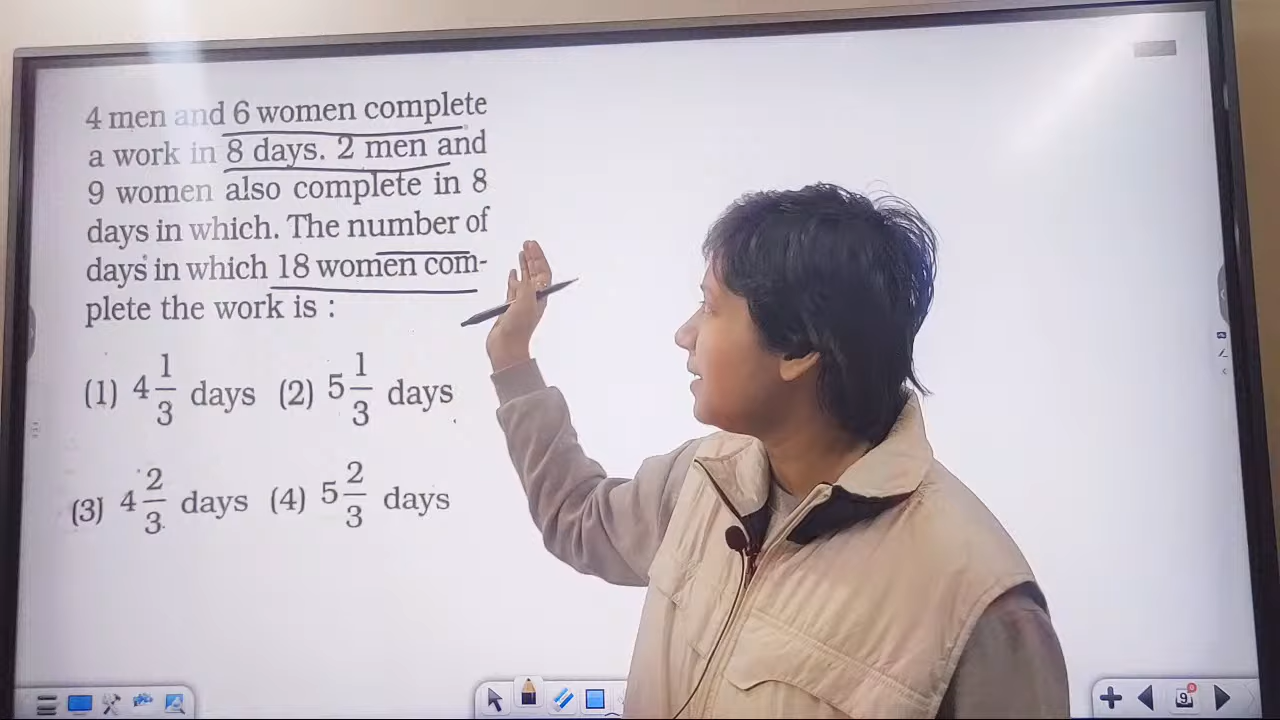 4 men and 6 women complete
a work in 8 days. 2 men and
9 women also complete in 8
days in which. The number of
days in which 18 women com-
plete the work is :
(1) 4 1/3 days (2) 5 1/3 days
(3) 4 2/3 days (4) 5 2/3 days
9